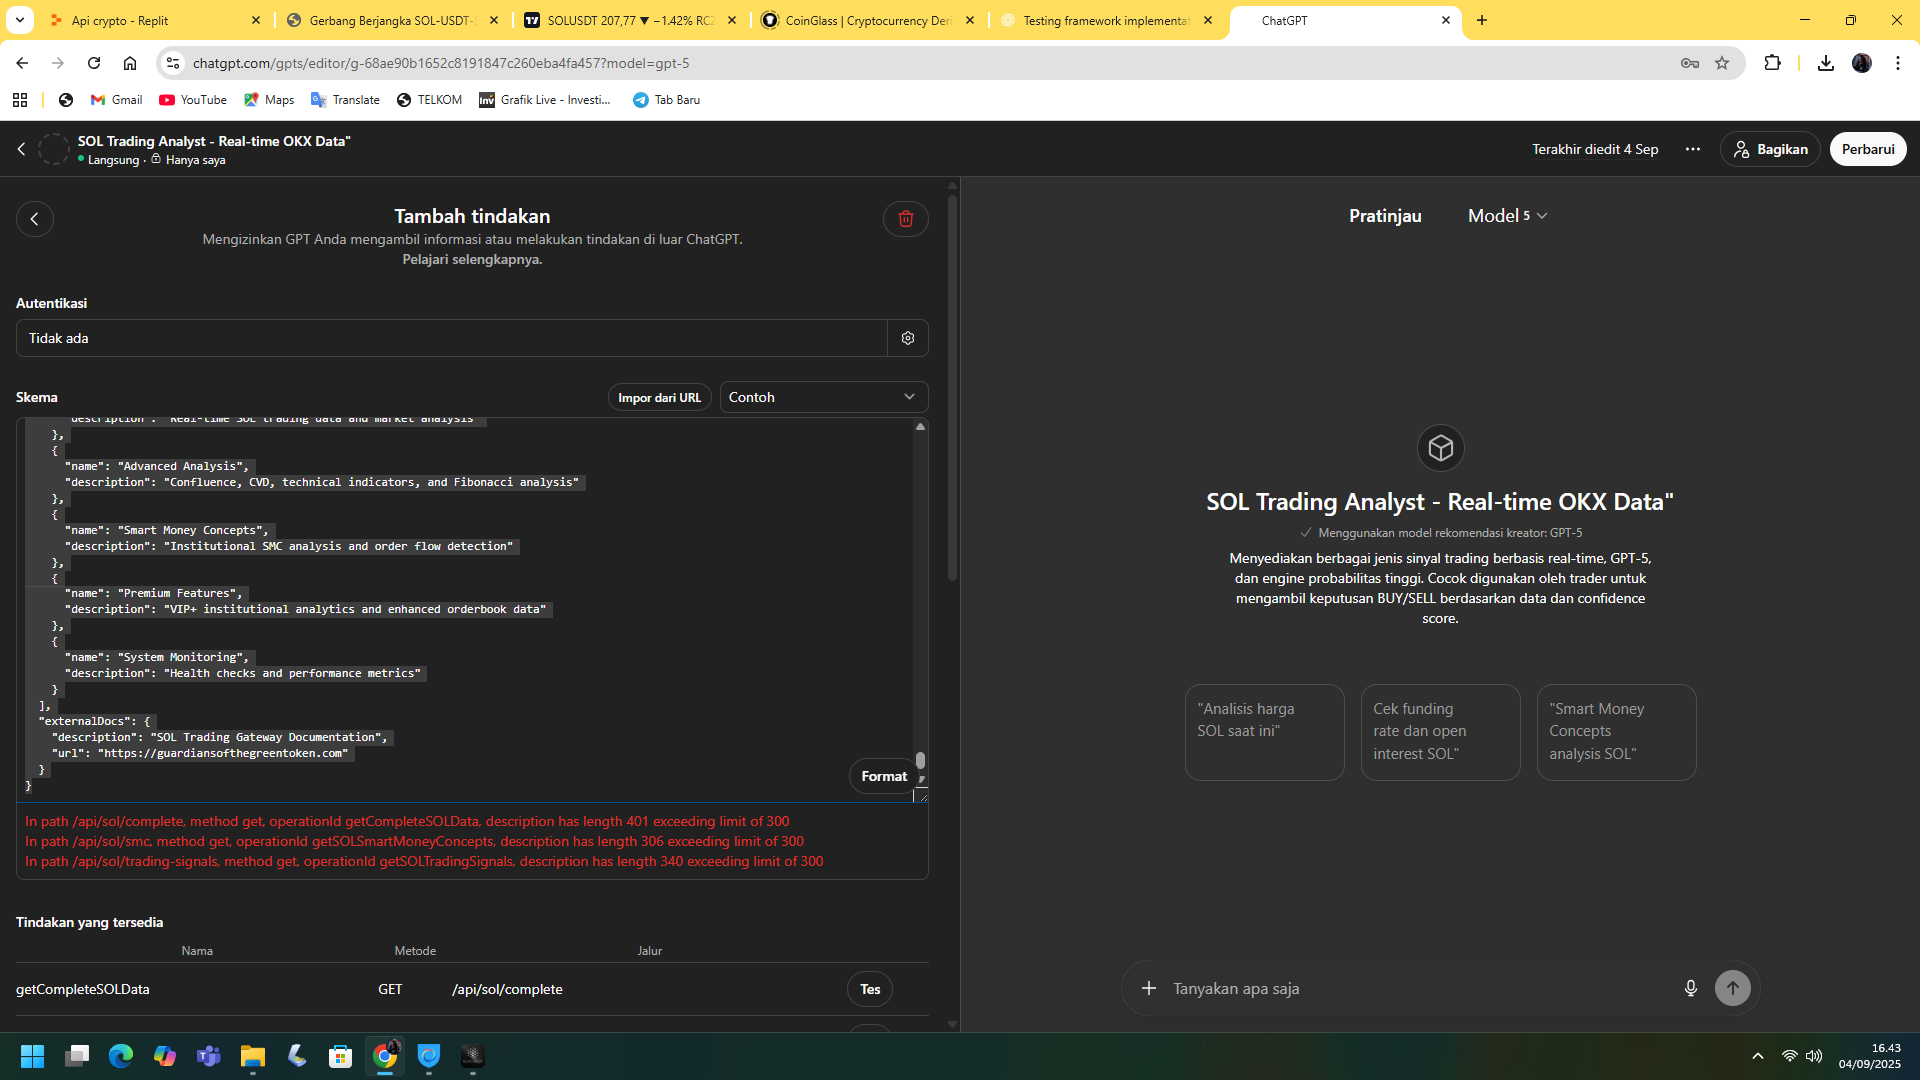 Api crypto - Replit
Gerbang Berjangka SOL-USDT-S
SOLUSDT 207,77 ▼ −1.42% RCZ
CoinGlass | Cryptocurrency Deri
Testing framework implementat
ChatGPT
chatgpt.com/gpts/editor/g-68ae90b1652c8191847c260eba4fa457?model=gpt-5
Gmail
YouTube
Maps
Translate
TELKOM
Grafik Live - Investi...
Tab Baru
SOL Trading Analyst - Real-time OKX Data"
Langsung · Hanya saya
Terakhir diedit 4 Sep
Bagikan
Perbarui
Tambah tindakan
Mengizinkan GPT Anda mengambil informasi atau melakukan tindakan di luar ChatGPT.
Pelajari selengkapnya.
Autentikasi
Tidak ada
Skema
Impor dari URL
Contoh
"description": "Real-time SOL trading data and market analysis"
},
{
"name": "Advanced Analysis",
"description": "Confluence, CVD, technical indicators, and Fibonacci analysis"
},
{
"name": "Smart Money Concepts",
"description": "Institutional SMC analysis and order flow detection"
},
{
"name": "Premium Features",
"description": "VIP+ institutional analytics and enhanced orderbook data"
},
{
"name": "System Monitoring",
"description": "Health checks and performance metrics"
}
],
"externalDocs": {
"description": "SOL Trading Gateway Documentation",
"url": "https://guardiansofthegreentoken.com"
}
}
Format
In path /api/sol/complete, method get, operationId getCompleteSOLData, description has length 401 exceeding limit of 300
In path /api/sol/smc, method get, operationId getSOLSmartMoneyConcepts, description has length 306 exceeding limit of 300
In path /api/sol/trading-signals, method get, operationId getSOLTradingSignals, description has length 340 exceeding limit of 300
Tindakan yang tersedia
Nama Metode Jalur
getCompleteSOLData GET /api/sol/complete Tes
Pratinjau
Model 5
SOL Trading Analyst - Real-time OKX Data"
Menggunakan model rekomendasi kreator: GPT-5
Menyediakan berbagai jenis sinyal trading berbasis real-time, GPT-5,
dan engine probabilitas tinggi. Cocok digunakan oleh trader untuk
mengambil keputusan BUY/SELL berdasarkan data dan confidence
score.
"Analisis harga
SOL saat ini"
Cek funding
rate dan open
interest SOL"
"Smart Money
Concepts
analysis SOL"
Tanyakan apa saja
16.43
04/09/2025